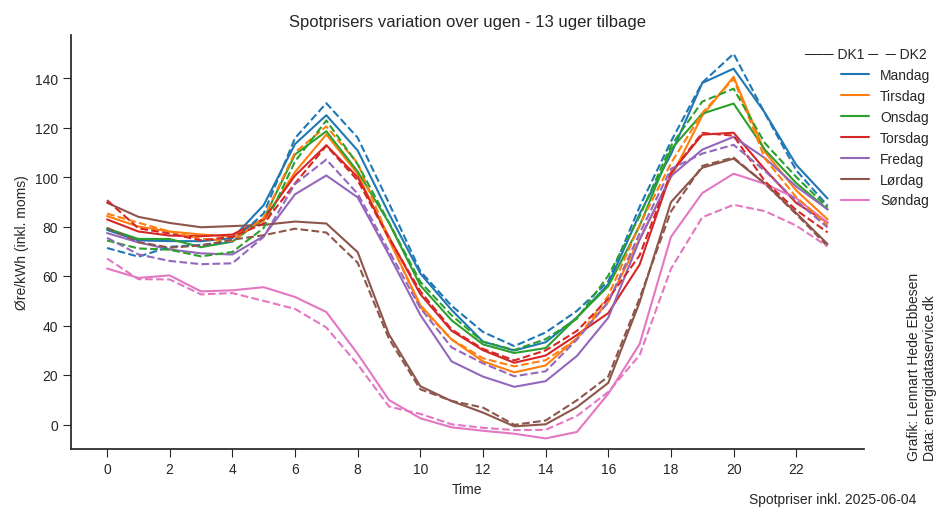 Spotprisers variation over ugen - 13 uger tilbage
DK1 DK2
Mandag
Tirsdag
Onsdag
Torsdag
Fredag
Lørdag
Søndag
Øre/kWh (inkl. moms)
140
120
100
80
60
40
20
0
0 2 4 6 8 10 12 14 16 18 20 22
Time
Grafik: Lennart Hede Ebbesen
Data: energidataservice.dk
Spotpriser inkl. 2025-06-04